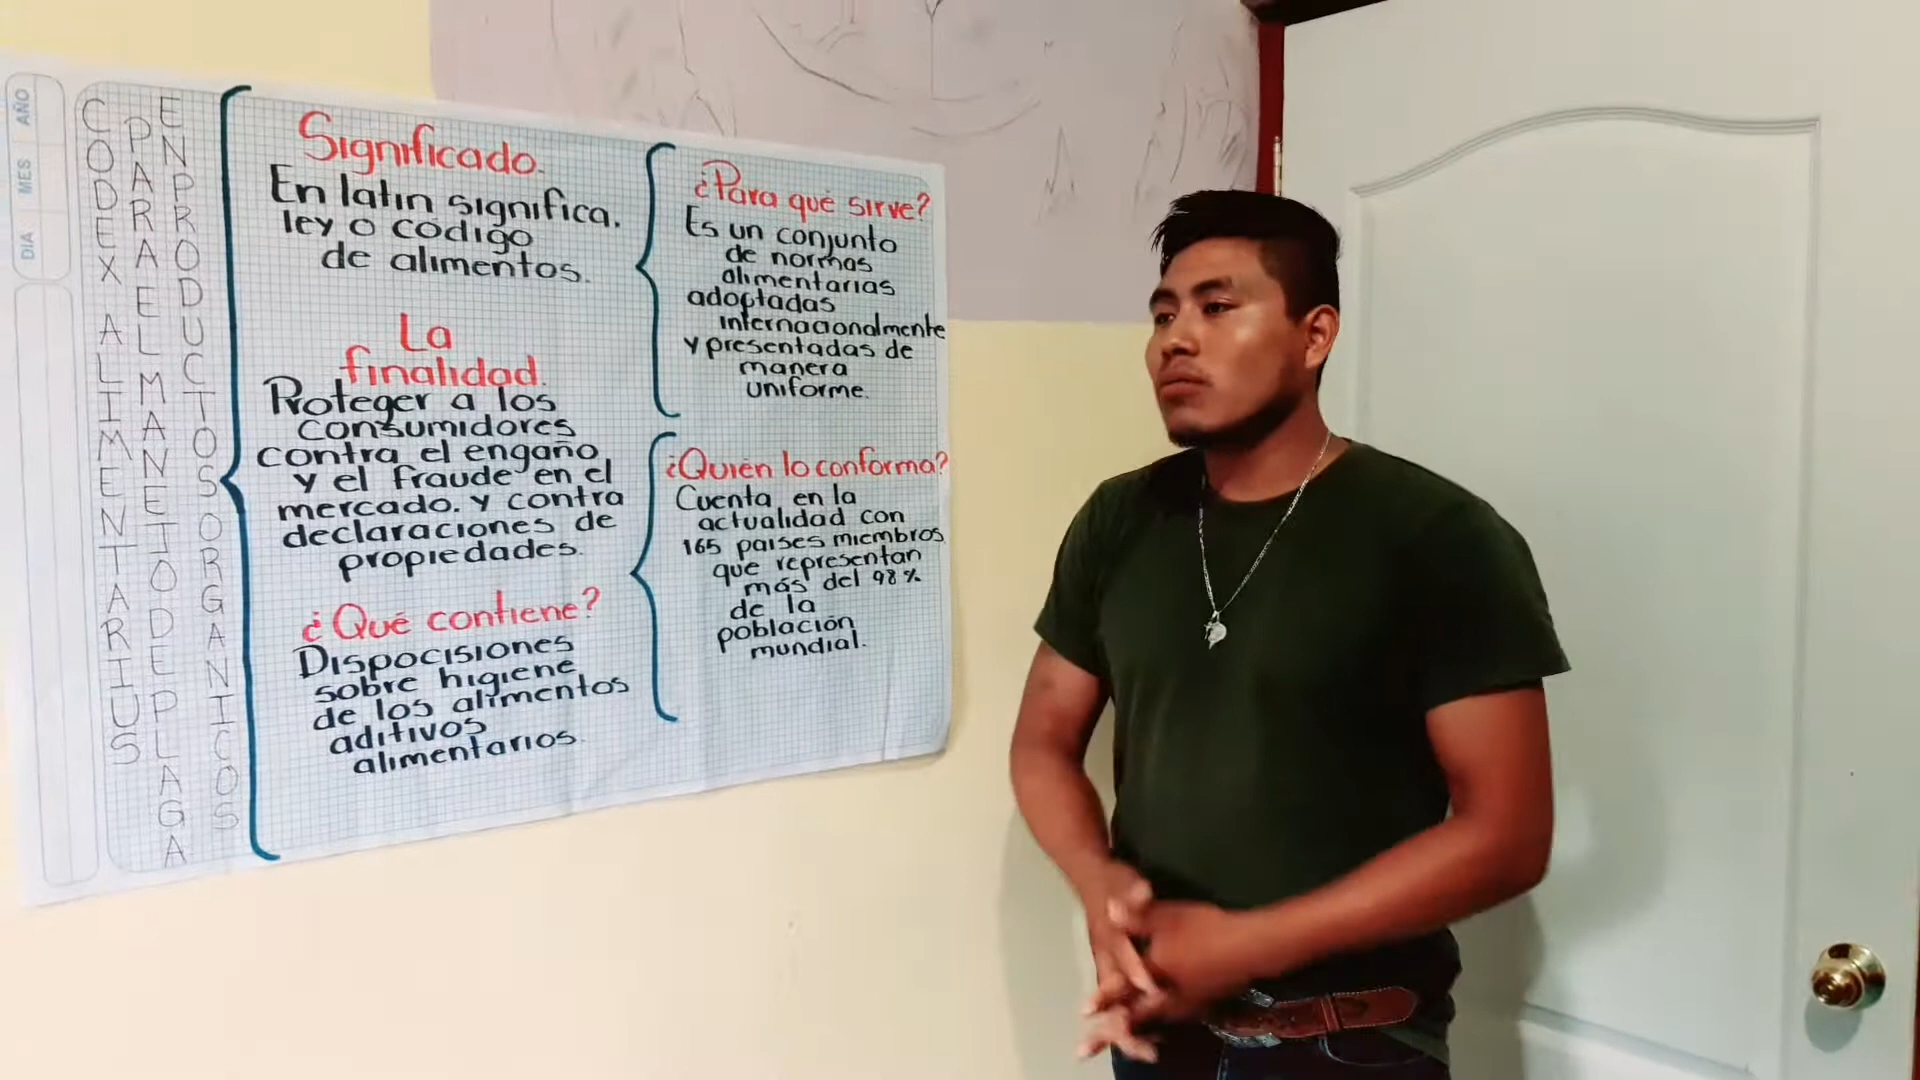 DIA MES AÑO
CODEX ALIMENTARIUS
PARA EL MANEJO DE PLAGA
EN PRODUCTOS ORGANICOS
Significado.
En latin significa.
ley o código
de alimentos.
La
finalidad.
Proteger a los
consumidores
contra el engaño
y el fraude en el
mercado. y contra
declaraciones de
propiedades.
¿Qué contiene?
Dispocisiones
sobre higiene
de los alimentos
aditivos
alimentarios.
¿Para qué sirve?
Es un conjunto
de normas
alimentarias
adoptadas
internacionalmente
y presentadas de
manera
uniforme.
¿Quién lo conforma?
Cuenta en la
actualidad con
165 paises miembros
que representan
más del 98%
de la
población
mundial.